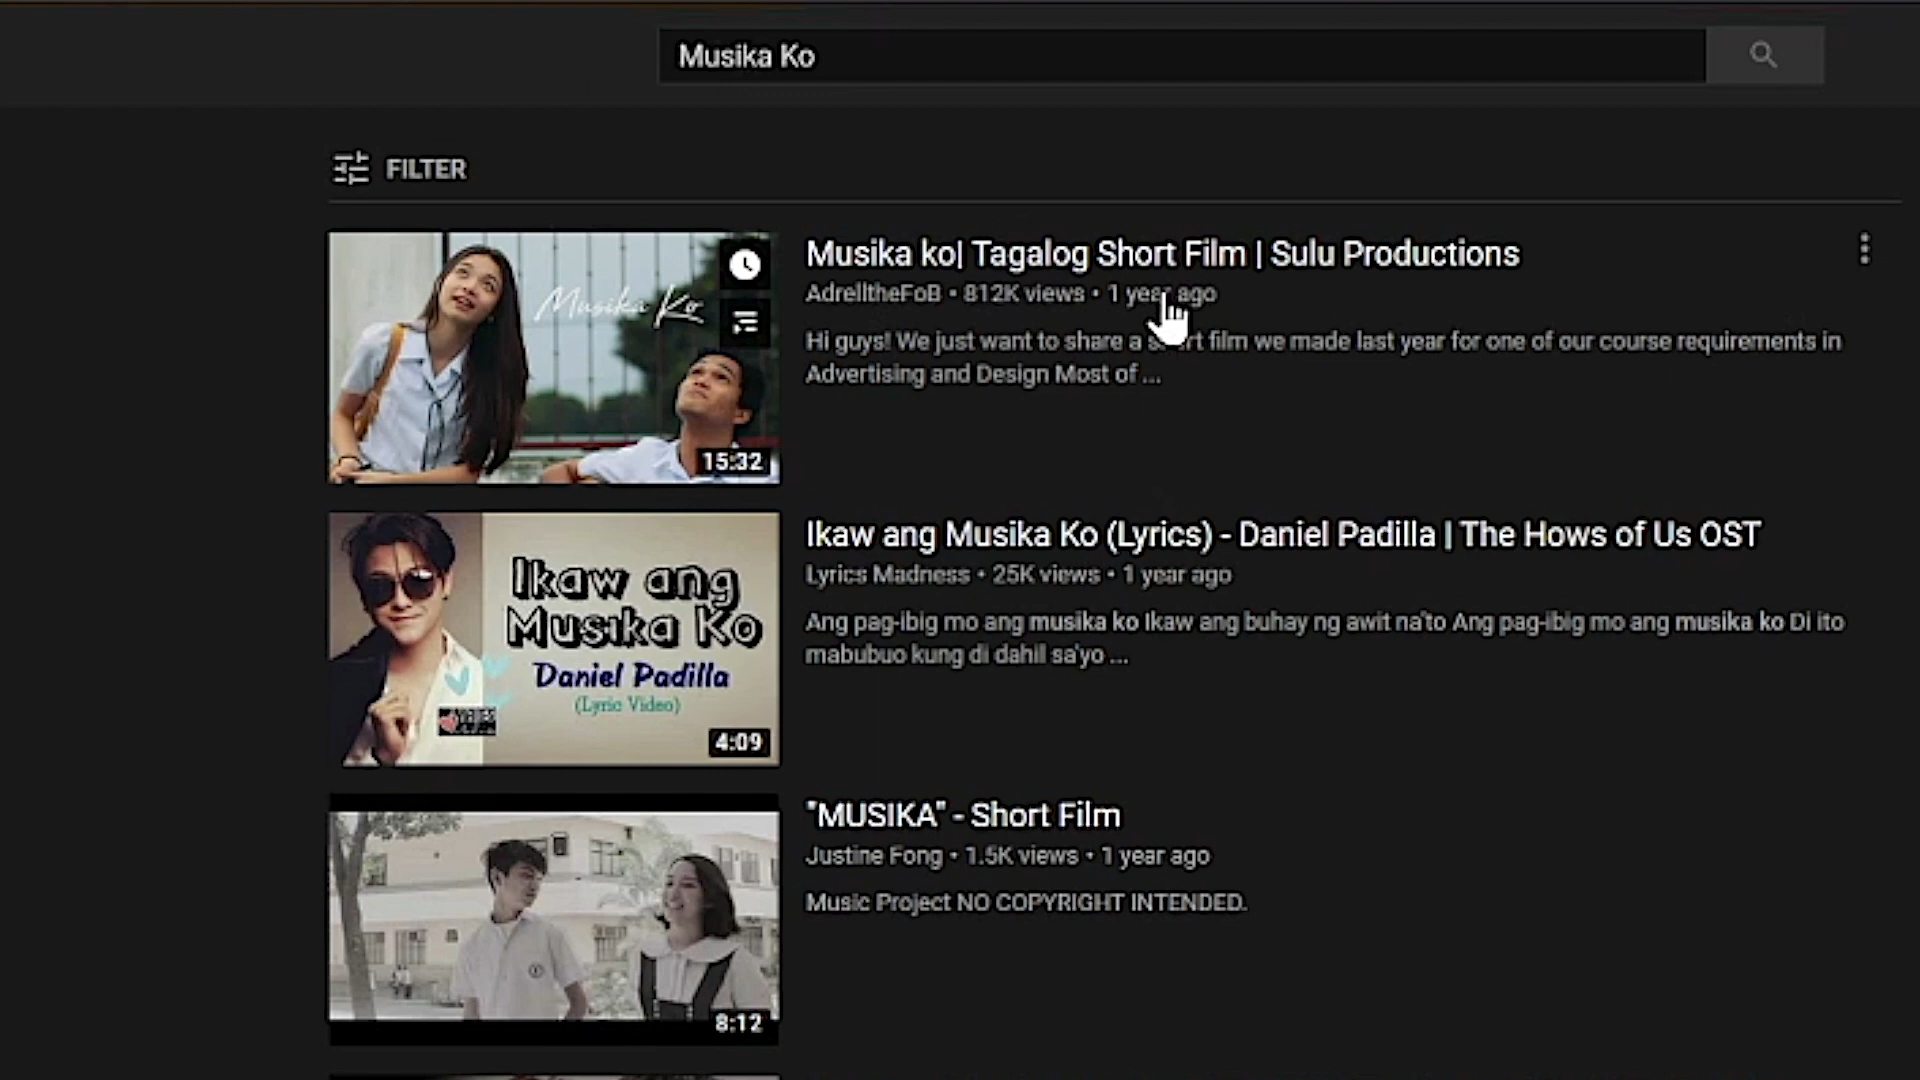 Musika Ko
FILTER
Musika Ko
15:32
Musika ko| Tagalog Short Film | Sulu Productions
AdrelltheFoB • 812K views • 1 year ago
Hi guys! We just want to share a short film we made last year for one of our course requirements in
Advertising and Design Most of ...
Ikaw ang
Musika Ko
Daniel Padilla
(Lyric Video)
4:09
Ikaw ang Musika Ko (Lyrics) - Daniel Padilla | The Hows of Us OST
Lyrics Madness • 25K views • 1 year ago
Ang pag-ibig mo ang musika ko Ikaw ang buhay ng awit na'to Ang pag-ibig mo ang musika ko Di ito
mabubuo kung di dahil sa'yo ...
8:12
"MUSIKA" - Short Film
Justine Fong • 1.5K views • 1 year ago
Music Project NO COPYRIGHT INTENDED.